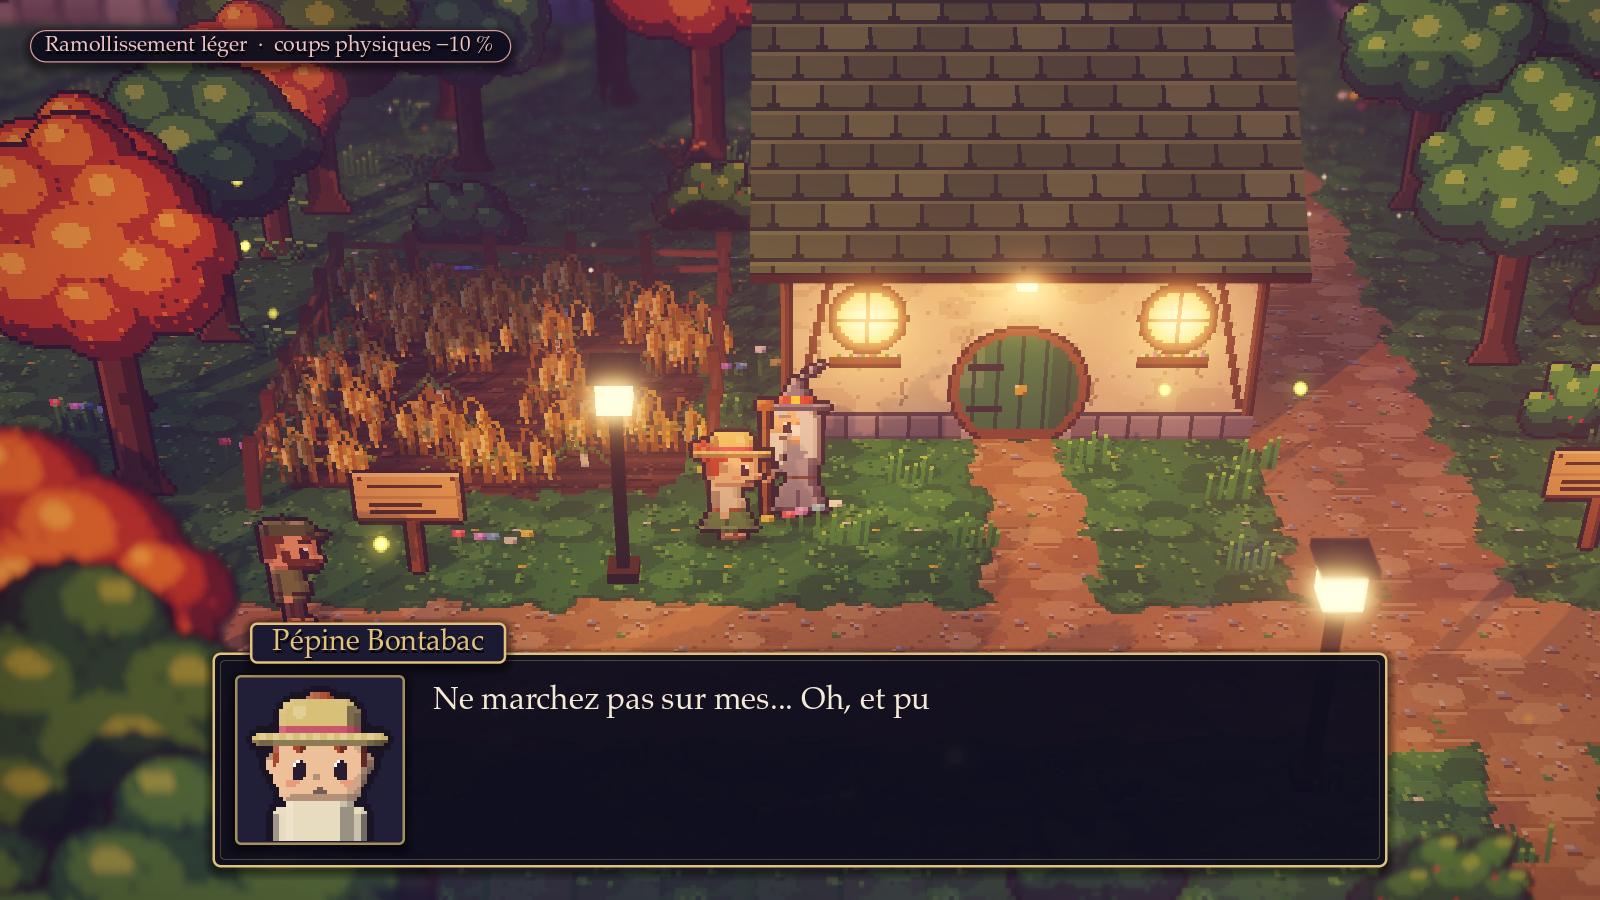 Ramollissement léger · coups physiques −10 %
Pépine Bontabac
Ne marchez pas sur mes... Oh, et pu